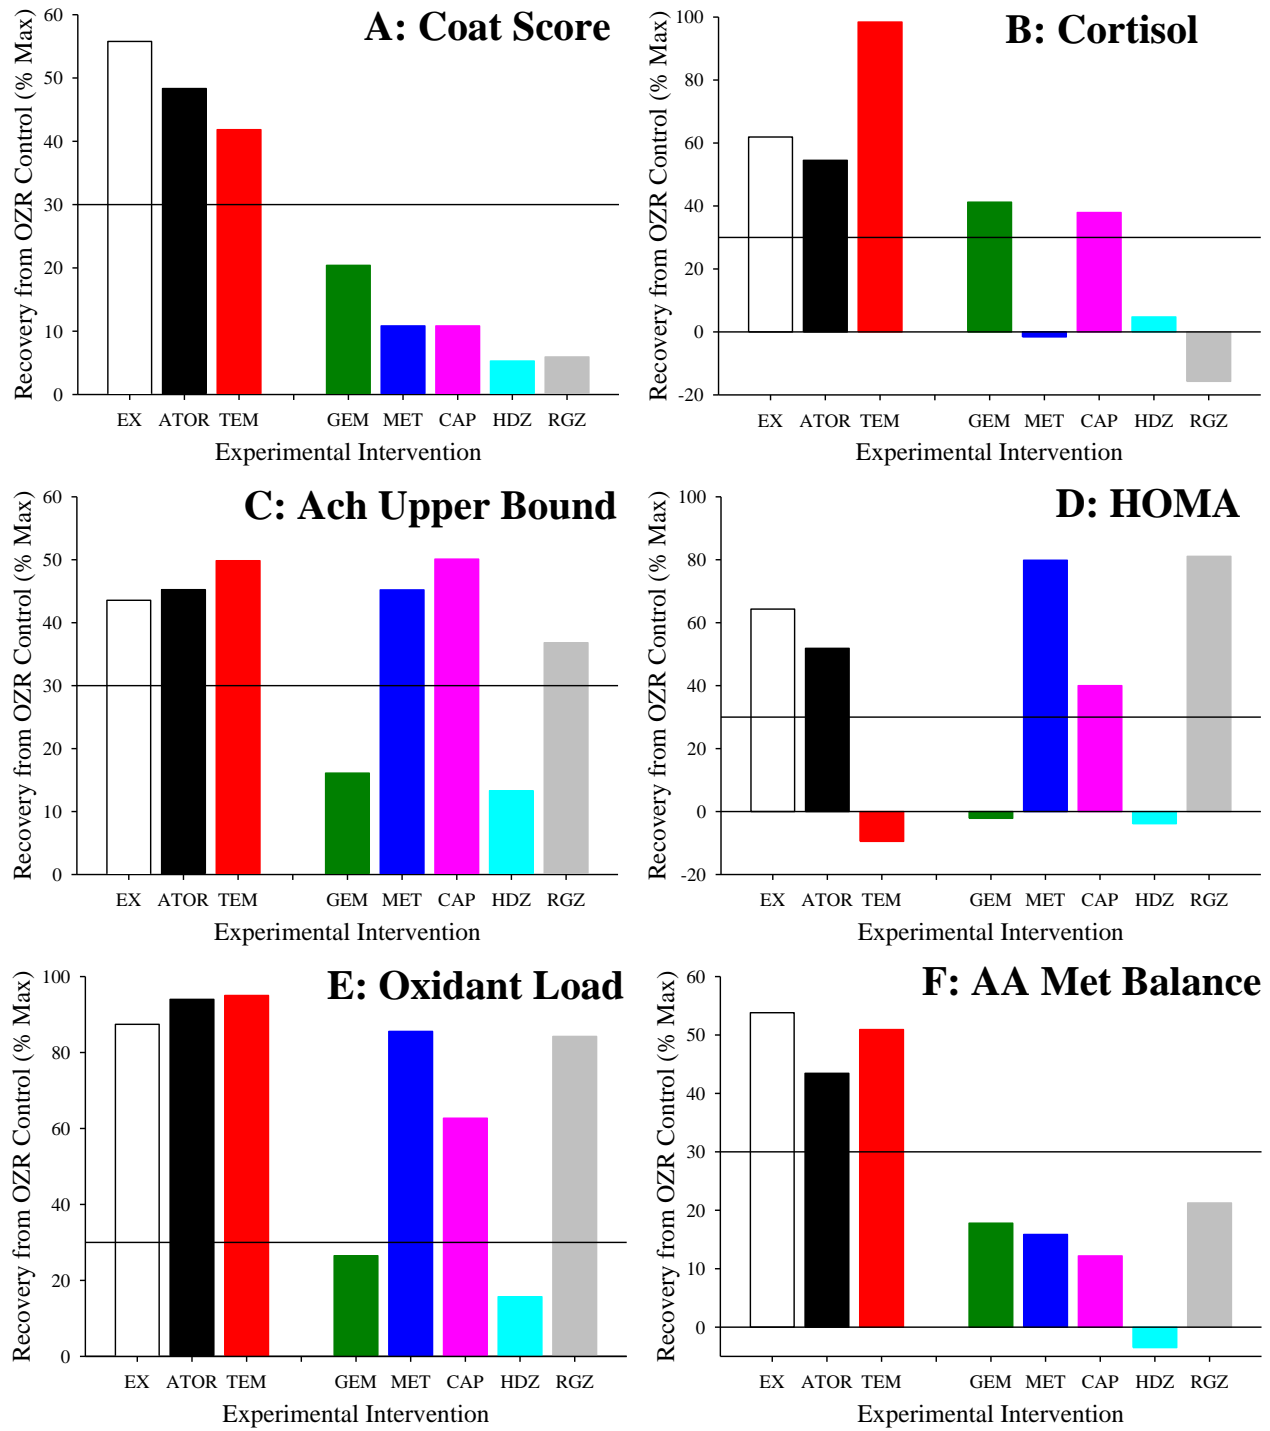 A: Coat Score
Recovery from OZR Control (% Max)
60
50
40
30
20
10
0
EX ATOR TEM GEM MET CAP HDZ RGZ
Experimental Intervention
B: Cortisol
Recovery from OZR Control (% Max)
100
80
60
40
20
0
-20
EX ATOR TEM GEM MET CAP HDZ RGZ
Experimental Intervention
C: Ach Upper Bound
Recovery from OZR Control (% Max)
60
50
40
30
20
10
0
EX ATOR TEM GEM MET CAP HDZ RGZ
Experimental Intervention
D: HOMA
Recovery from OZR Control (% Max)
100
80
60
40
20
0
-20
EX ATOR TEM GEM MET CAP HDZ RGZ
Experimental Intervention
E: Oxidant Load
Recovery from OZR Control (% Max)
100
80
60
40
20
0
EX ATOR TEM GEM MET CAP HDZ RGZ
Experimental Intervention
F: AA Met Balance
Recovery from OZR Control (% Max)
60
50
40
30
20
10
0
EX ATOR TEM GEM MET CAP HDZ RGZ
Experimental Intervention